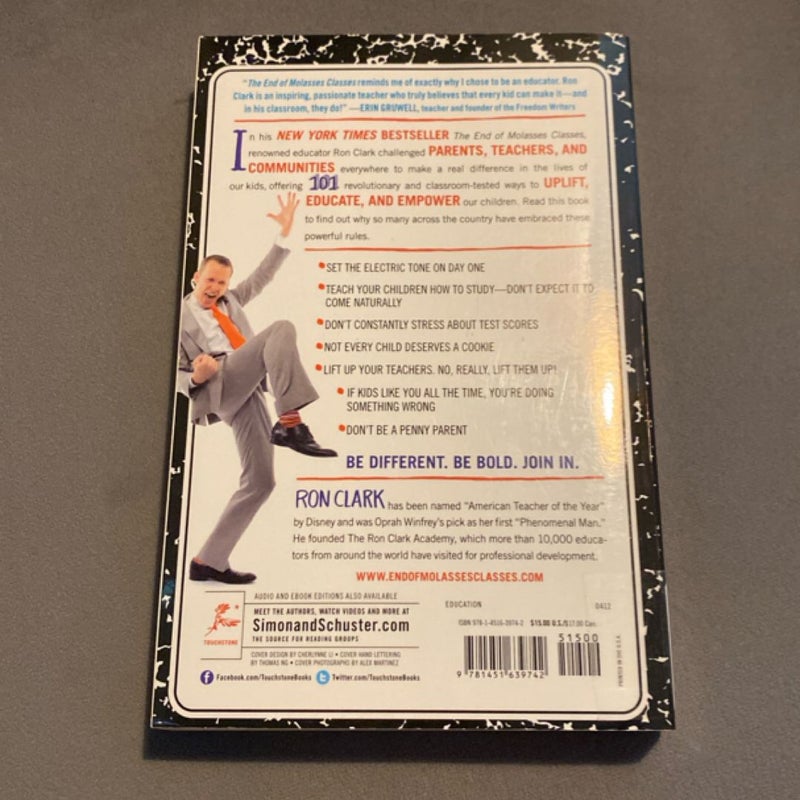 "The End of Molasses Classes reminds me of exactly why I chose to be an educator. Ron
Clark is an inspiring, passionate teacher who truly believes that every kid can make it—and
in his classroom, they do!" —ERIN GRUWELL, teacher and founder of the Freedom Writers
In his NEW YORK TIMES BESTSELLER The End of Molasses Classes,
renowned educator Ron Clark challenged PARENTS, TEACHERS, AND
COMMUNITIES everywhere to make a real difference in the lives of
our kids, offering 101 revolutionary and classroom-tested ways to UPLIFT,
EDUCATE, AND EMPOWER our children. Read this book
to find out why so many across the country have embraced these
powerful rules.
•SET THE ELECTRIC TONE ON DAY ONE
•TEACH YOUR CHILDREN HOW TO STUDY—DON'T EXPECT IT TO
COME NATURALLY
•DON'T CONSTANTLY STRESS ABOUT TEST SCORES
•NOT EVERY CHILD DESERVES A COOKIE
•LIFT UP YOUR TEACHERS. NO, REALLY, LIFT THEM UP!
•IF KIDS LIKE YOU ALL THE TIME, YOU'RE DOING
SOMETHING WRONG
•DON'T BE A PENNY PARENT
BE DIFFERENT. BE BOLD. JOIN IN.
RON CLARK has been named "American Teacher of the Year"
by Disney and was Oprah Winfrey's pick as her first "Phenomenal Man."
He founded The Ron Clark Academy, which more than 10,000 educa-
tors from around the world have visited for professional development.
WWW.ENDOFMOLASSESCLASSES.COM
AUDIO AND EBOOK EDITIONS ALSO AVAILABLE
MEET THE AUTHORS, WATCH VIDEOS AND MORE AT
SimonandSchuster.com
THE SOURCE FOR READING GROUPS
TOUCHSTONE
COVER DESIGN BY CHERLYNNE LI • COVER HAND LETTERING
BY THOMAS NG • COVER PHOTOGRAPHS BY ALEX MARTINEZ
Facebook.com/TouchstoneBooks
Twitter.com/TouchstoneBooks
EDUCATION 0412
ISBN 978-1-4516-3974-2 $15.00 U.S./$17.00 Can.
51500
9 781451 639742
PRINTED IN THE U.S.A.